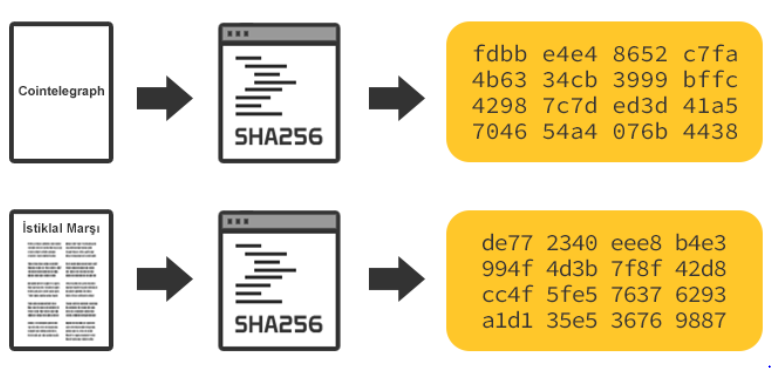 Cointelegraph
SHA256
fdbb e4e4 8652 c7fa
4b63 34cb 3999 bffc
4298 7c7d ed3d 41a5
7046 54a4 076b 4438
İstiklal Marşı
SHA256
de77 2340 eee8 b4e3
994f 4d3b 7f8f 42d8
cc4f 5fe5 7637 6293
a1d1 35e5 3676 9887